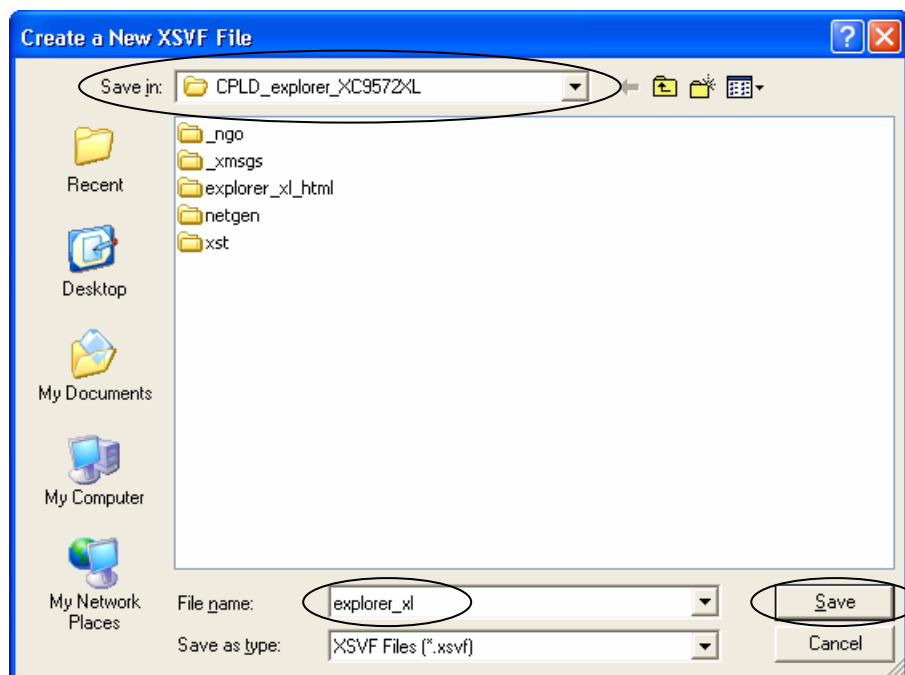 Create a New XSVF File
Save in: CPLD_explorer_XC9572XL
_ngo
_xmsgs
explorer_xl_html
netgen
xst
Recent
Desktop
My Documents
My Computer
My Network Places
File name: explorer_xl Save
Save as type: XSVF Files (*.xsvf) Cancel